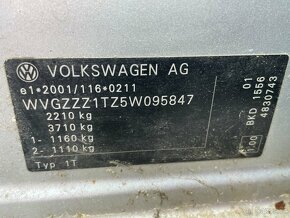 VOLKSWAGEN AG
e1*2001/116*0211
WVGZZZ1TZ5W095847
2210 kg
3710 kg
1- 1160 kg
2- 1110 kg
Typ 1T
01
BKD 1556
4830743